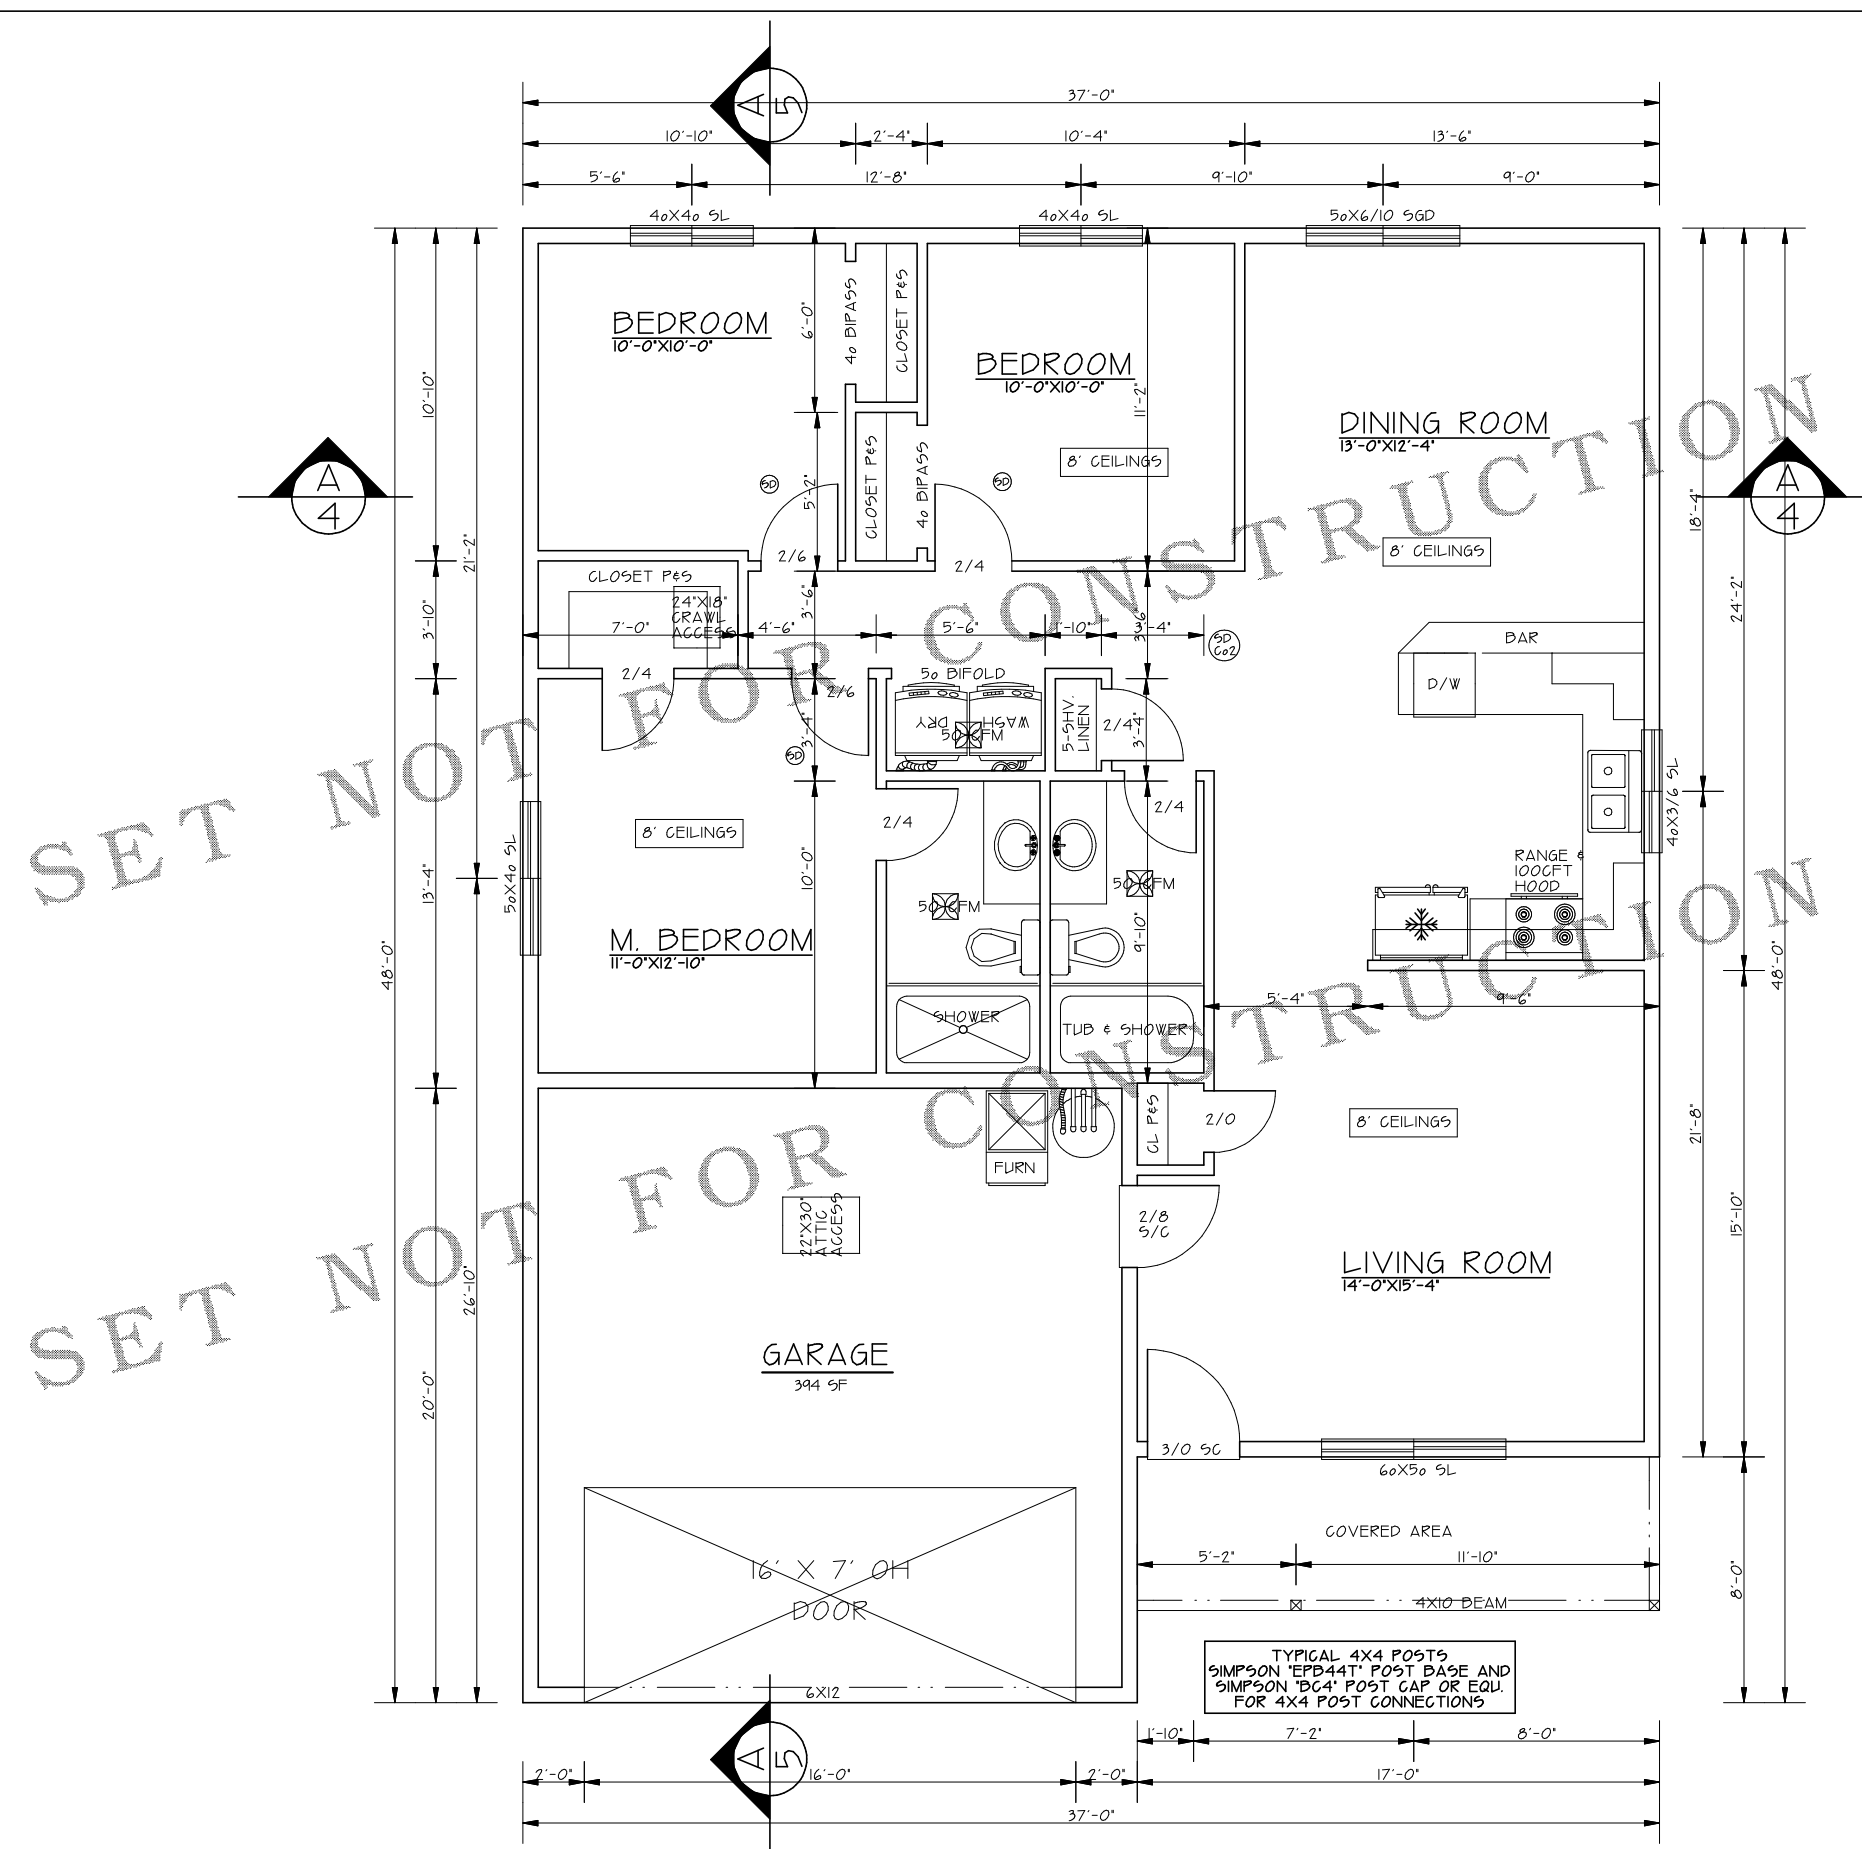 37'-0"
10'-10"
2'-4"
10'-4"
13'-6"
5'-6"
12'-8"
9'-10"
9'-0"
A
5
4oX4o SL
4oX4o SL
5oX6/10 SGD
BEDROOM
10'-0"X10'-0"
6'-0"
4o BIPASS
CLOSET P&S
BEDROOM
10'-0"X10'-0"
11'-2"
8' CEILINGS
DINING ROOM
13'-0"X12'-4"
8' CEILINGS
10'-10"
21'-2"
A
4
A
4
18'-4"
24'-2"
SD
5'-2"
CLOSET P&S
4o BIPASS
SD
2/6
2/4
CLOSET P&S
24"X18"
CRAWL
ACCESS
3'-10"
7'-0"
4'-6"
3'-6"
5'-6"
1'-10"
3'-6"
3'-4"
SD
Co2
BAR
D/W
2/4
2/6
5o BIFOLD
DRY
WASH
50 CFM
5-SHV.
LINEN
2/4
3'-4"
3'-4"
SD
2/4
4oX3/6 SL
RANGE &
100CFT
HOOD
8' CEILINGS
2/4
10'-0"
50 CFM
50 CFM
9'-10"
5oX4o SL
13'-4"
48'-0"
M. BEDROOM
11'-0"X12'-10"
SHOWER
TUB & SHOWER
5'-4"
9'-6"
48'-0"
CL P&S
2/0
8' CEILINGS
21'-8"
15'-10"
FURN
22"X30"
ATTIC
ACCESS
2/8
S/C
LIVING ROOM
14'-0"X15'-4"
26'-10"
20'-0"
GARAGE
394 SF
3/0 SC
6oX5o SL
COVERED AREA
5'-2"
11'-10"
8'-0"
16' X 7' OH
DOOR
4X10 BEAM
6X12
TYPICAL 4X4 POSTS
SIMPSON "EPB44T" POST BASE AND
SIMPSON "BC4" POST CAP OR EQU.
FOR 4X4 POST CONNECTIONS
1'-10"
7'-2"
8'-0"
A
5
2'-0"
16'-0"
2'-0"
17'-0"
37'-0"
SET NOT FOR CONSTRUCTION
SET NOT FOR CONSTRUCTION